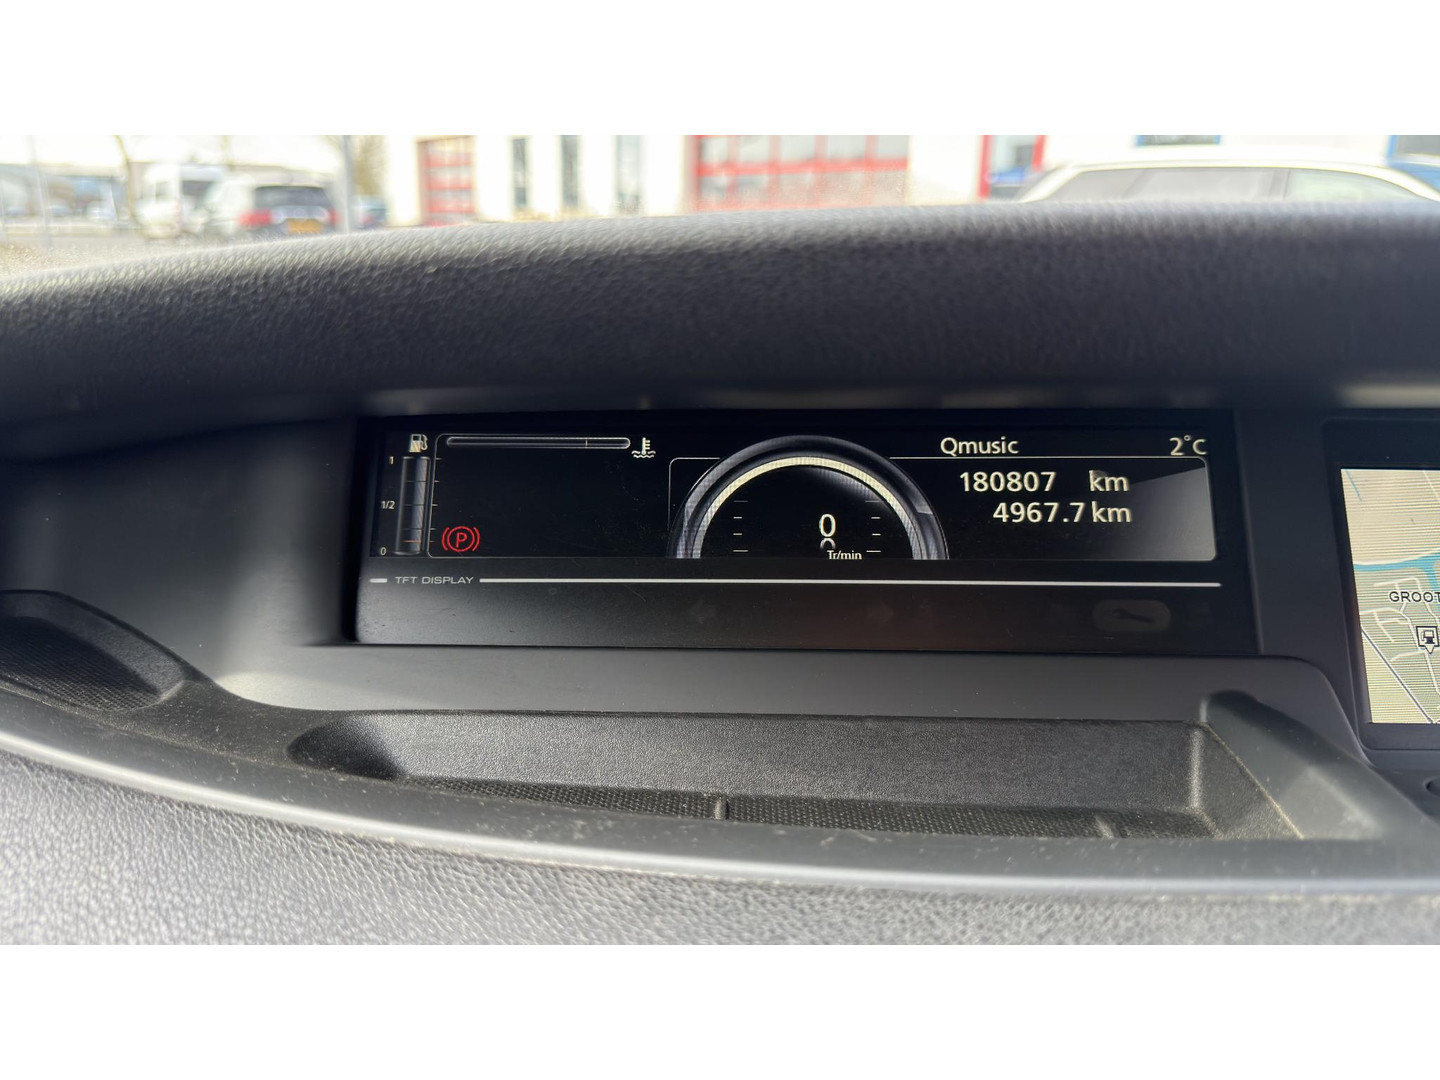 Qmusic 2°C
1
180807 km
1/2
4967.7 km
0
P
0
Tr/min
TFT DISPLAY
GROOT